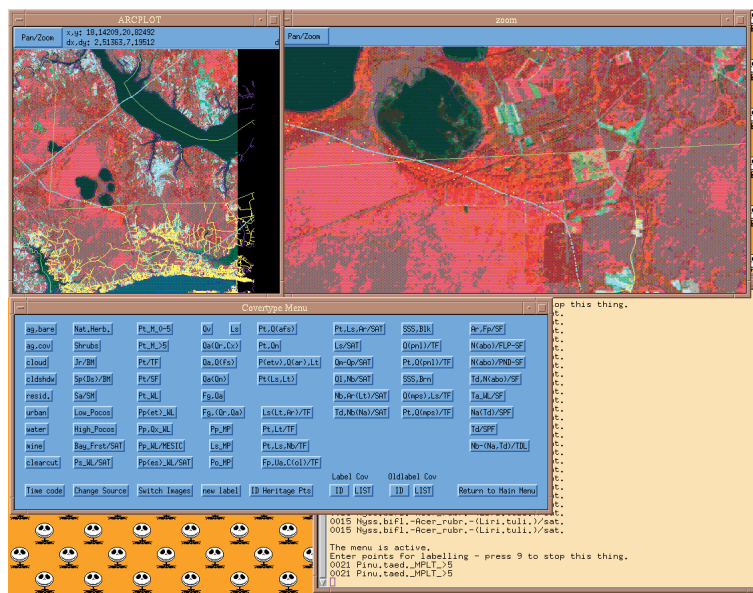 ARCPLOT
zoom
Pan/Zoom
x,y: 18.14209,20.82492
dx,dy: 2.51363,7.19512
d
Pan/Zoom
op this thing.
Covertype Menu
ag.bare Nat.Herb. Pt_M_0-5 Qv Ls Pt,Q(afs) Pt,Ls,Ar/SAT SSS,Blk Ar,Fp/SF
ag.cov Shrubs Pt_M_>5 Qa(Qr,Cx) Pt,Qn Ls/SAT Q(pnl)/TF N(abo)/FLP-SF
cloud Jr/BM Pt/TF Qa,Q(fs) P(etv),Q(ar),Lt Qm-Qp/SAT Pt,Q(pnl)/TF N(abo)/PND-SF
cldshdw Sp(Ds)/BM Pt/SF Qa(Qn) Pt(Ls,Lt) Ql,Nb/SAT SSS,Brn Td,N(abo)/SF
resid. Sa/SM Pt_WL Fg,Qa Nb,Ar(Lt)/SAT Q(mps),Ls/TF Ta_WL/SF
urban Low_Pocos Pp(et)_WL Fg,(Qr,Qa) Ls(Lt,Ar)/TF Td,Nb(Na)/SAT Pt,Q(mps)/TF Na(Td)/SPF
water High_Pocos Pp,Qx_WL Pp_MP Pt,Lt/TF Td/SPF
mine Bay_Frst/SAT Pp_WL/MESIC Ls_MP Pt,Ls,Nb/TF Nb-(Na,Td)/TDL
clearcut Ps_WL/SAT Pp(es)_WL/SAT Po_MP Fp,Ua,C(ol)/TF
Label Cov Oldlabel Cov
Time code Change Source Switch Images new label ID Heritage Pts ID LIST ID LIST Return to Main Menu
0015 Nyss.bifl.-Acer_rubr.-(Liri.tuli.)/sat.
0015 Nyss.bifl.-Acer_rubr.-(Liri.tuli.)/sat.
The menu is active.
Enter points for labelling - press 9 to stop this thing.
0021 Pinu.taed._MPLT_>5
0021 Pinu.taed._MPLT_>5